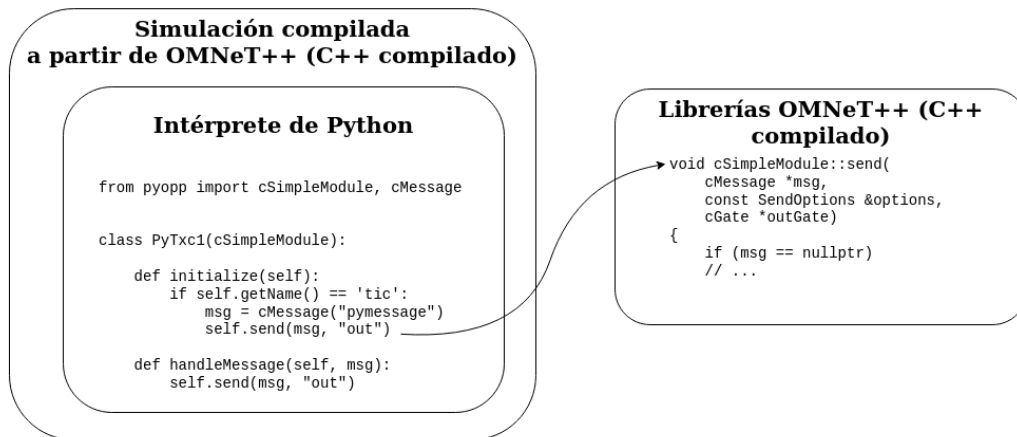 Simulación compilada
a partir de OMNeT++ (C++ compilado)
Intérprete de Python
from pyopp import cSimpleModule, cMessage
class PyTxc1(cSimpleModule):
def initialize(self):
if self.getName() == 'tic':
msg = cMessage("pymessage")
self.send(msg, "out")
def handleMessage(self, msg):
self.send(msg, "out")
Librerías OMNeT++ (C++
compilado)
void cSimpleModule::send(
cMessage *msg,
const SendOptions &options,
cGate *outGate)
{
if (msg == nullptr)
// ...